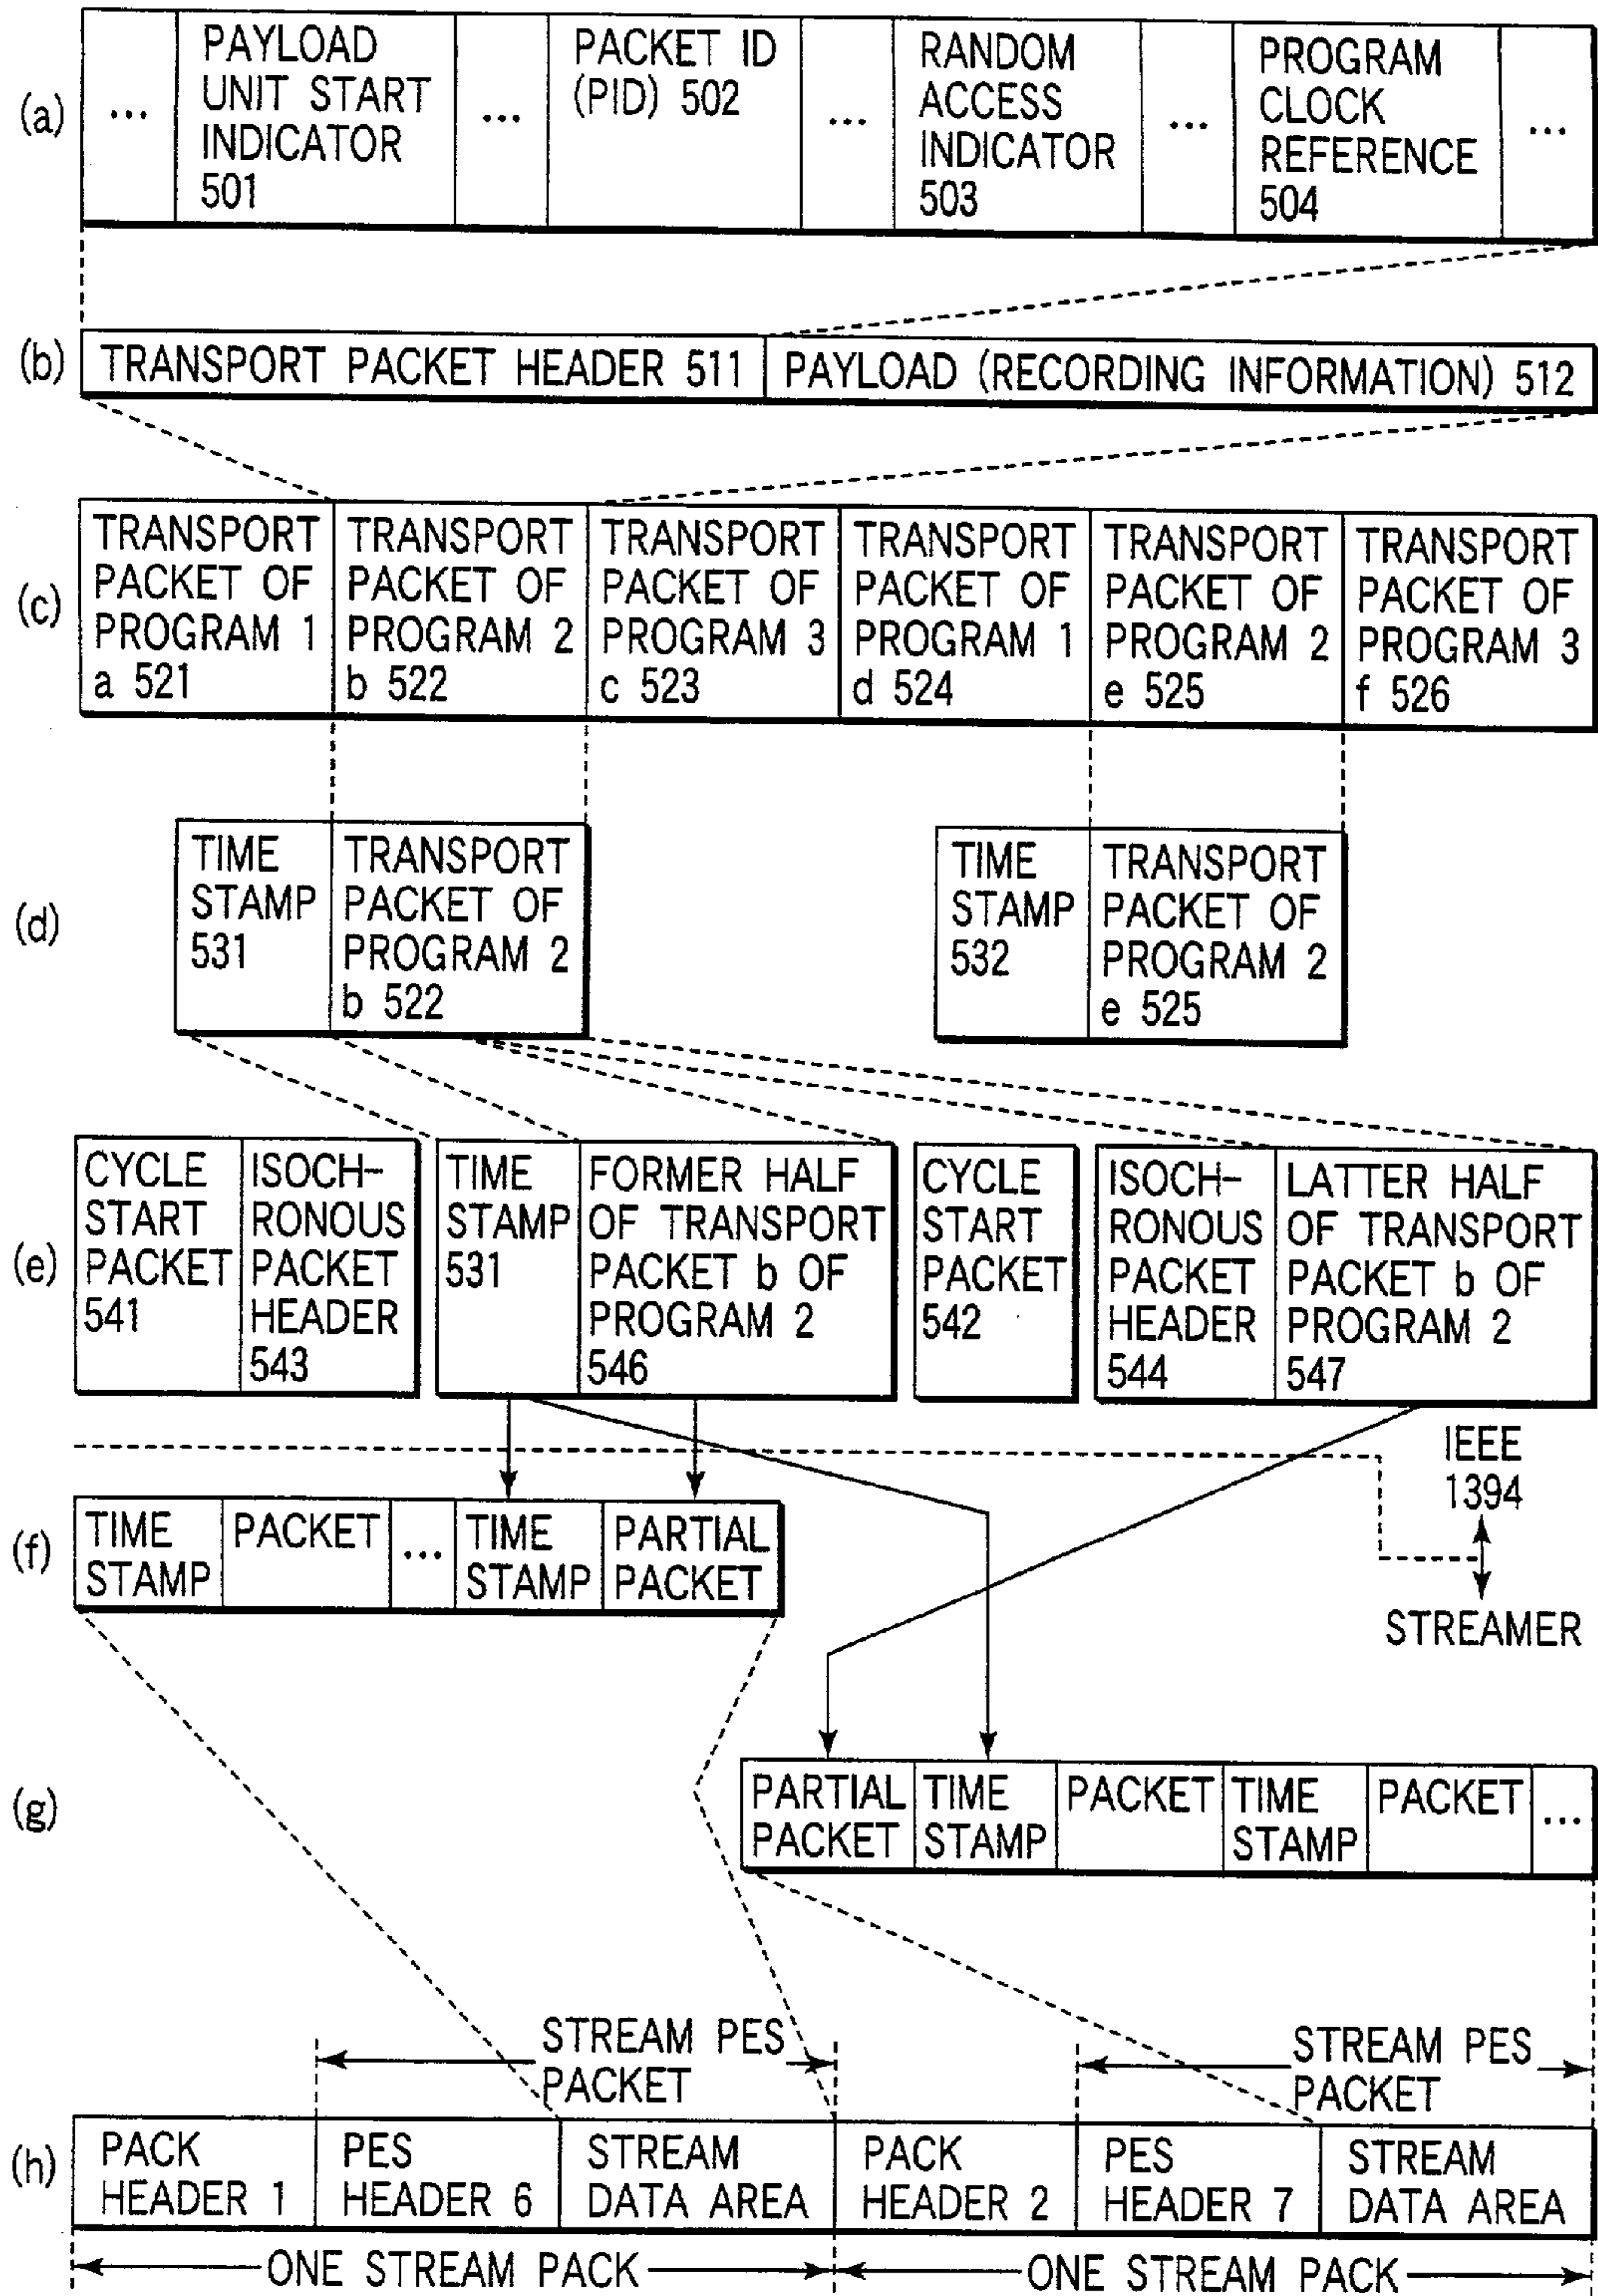 (a)
...
PAYLOAD
UNIT START
INDICATOR
501
...
PACKET ID
(PID) 502
...
RANDOM
ACCESS
INDICATOR
503
...
PROGRAM
CLOCK
REFERENCE
504
...
(b)
TRANSPORT PACKET HEADER 511
PAYLOAD (RECORDING INFORMATION) 512
(c)
TRANSPORT
PACKET OF
PROGRAM 1
a 521
TRANSPORT
PACKET OF
PROGRAM 2
b 522
TRANSPORT
PACKET OF
PROGRAM 3
c 523
TRANSPORT
PACKET OF
PROGRAM 1
d 524
TRANSPORT
PACKET OF
PROGRAM 2
e 525
TRANSPORT
PACKET OF
PROGRAM 3
f 526
(d)
TIME
STAMP
531
TRANSPORT
PACKET OF
PROGRAM 2
b 522
TIME
STAMP
532
TRANSPORT
PACKET OF
PROGRAM 2
e 525
(e)
CYCLE
START
PACKET
541
ISOCH-
RONOUS
PACKET
HEADER
543
TIME
STAMP
531
FORMER HALF
OF TRANSPORT
PACKET b OF
PROGRAM 2
546
CYCLE
START
PACKET
542
ISOCH-
RONOUS
PACKET
HEADER
544
LATTER HALF
OF TRANSPORT
PACKET b OF
PROGRAM 2
547
IEEE
1394
STREAMER
(f)
TIME
STAMP
PACKET
...
TIME
STAMP
PARTIAL
PACKET
(g)
PARTIAL
PACKET
TIME
STAMP
PACKET
TIME
STAMP
PACKET
...
STREAM PES
PACKET
STREAM PES
PACKET
(h)
PACK
HEADER 1
PES
HEADER 6
STREAM
DATA AREA
PACK
HEADER 2
PES
HEADER 7
STREAM
DATA AREA
ONE STREAM PACK
ONE STREAM PACK